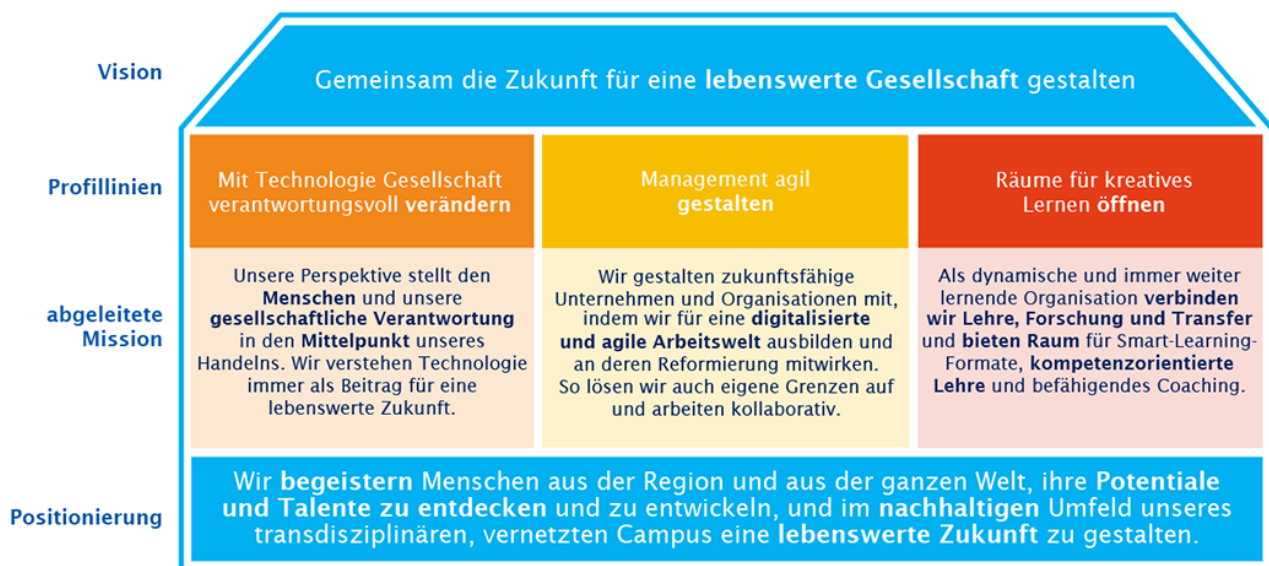 Vision
Gemeinsam die Zukunft für eine lebenswerte Gesellschaft gestalten
Profillinien
Mit Technologie Gesellschaft
verantwortungsvoll verändern
Management agil
gestalten
Räume für kreatives
Lernen öffnen
abgeleitete
Mission
Unsere Perspektive stellt den
Menschen und unsere
gesellschaftliche Verantwortung
in den Mittelpunkt unseres
Handelns. Wir verstehen Technologie
immer als Beitrag für eine
lebenswerte Zukunft.
Wir gestalten zukunftsfähige
Unternehmen und Organisationen mit,
indem wir für eine digitalisierte
und agile Arbeitswelt ausbilden und
an deren Reformierung mitwirken.
So lösen wir auch eigene Grenzen auf
und arbeiten kollaborativ.
Als dynamische und immer weiter
lernende Organisation verbinden
wir Lehre, Forschung und Transfer
und bieten Raum für Smart-Learning-
Formate, kompetenzorientierte
Lehre und befähigendes Coaching.
Positionierung
Wir begeistern Menschen aus der Region und aus der ganzen Welt, ihre Potentiale
und Talente zu entdecken und zu entwickeln, und im nachhaltigen Umfeld unseres
transdisziplinären, vernetzten Campus eine lebenswerte Zukunft zu gestalten.